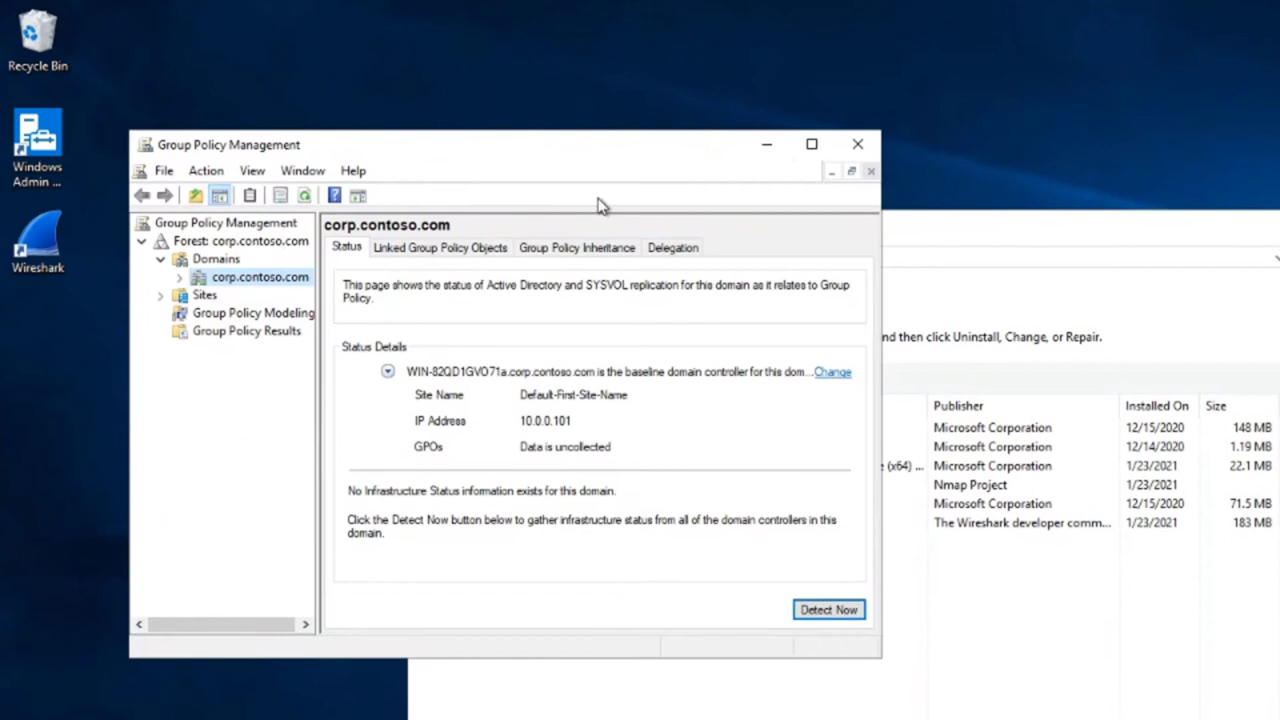 Recycle Bin
Windows
Admin ...
Wireshark
Group Policy Management
File Action View Window Help
Group Policy Management
Forest: corp.contoso.com
Domains
corp.contoso.com
Sites
Group Policy Modeling
Group Policy Results
corp.contoso.com
Status Linked Group Policy Objects Group Policy Inheritance Delegation
This page shows the status of Active Directory and SYSVOL replication for this domain as it relates to Group
Policy.
Status Details
WIN-82QD1GVO71a.corp.contoso.com is the baseline domain controller for this dom... Change
Site Name Default-First-Site-Name
IP Address 10.0.0.101
GPOs Data is uncollected
No Infrastructure Status information exists for this domain.
Click the Detect Now button below to gather infrastructure status from all of the domain controllers in this
domain.
Detect Now
nd then click Uninstall, Change, or Repair.
Publisher Installed On Size
Microsoft Corporation 12/15/2020 148 MB
Microsoft Corporation 12/14/2020 1.19 MB
(x64) ... Microsoft Corporation 1/23/2021 22.1 MB
Nmap Project 1/23/2021
Microsoft Corporation 12/15/2020 71.5 MB
The Wireshark developer comm... 1/23/2021 183 MB